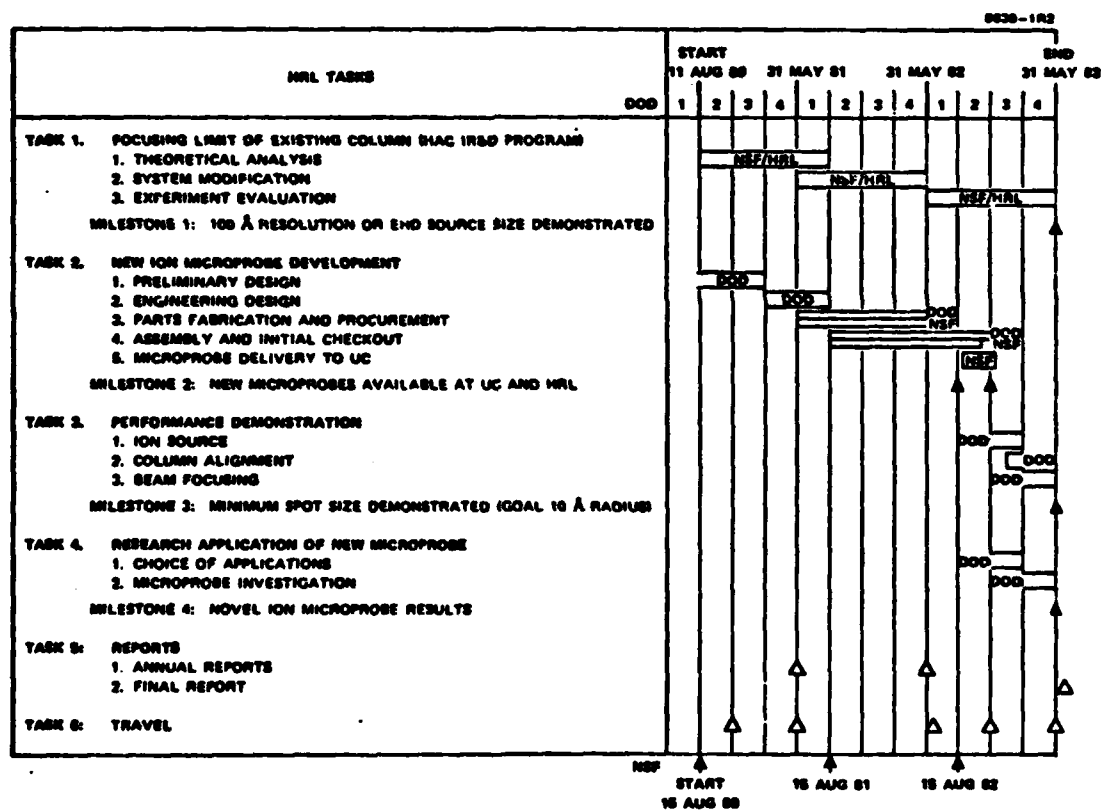 8638-1R2
START END
HRL TASKS 11 AUG 80 31 MAY 81 31 MAY 82 31 MAY 83
DOD 1 2 3 4 1 2 3 4 1 2 3 4
TASK 1. FOCUSING LIMIT OF EXISTING COLUMN (HAC IR&D PROGRAM)
1. THEORETICAL ANALYSIS NSF/HRL
2. SYSTEM MODIFICATION NSF/HRL
3. EXPERIMENT EVALUATION NSF/HRL
MILESTONE 1: 100 Å RESOLUTION OR END SOURCE SIZE DEMONSTRATED
TASK 2. NEW ION MICROPROBE DEVELOPMENT
1. PRELIMINARY DESIGN DOD
2. ENGINEERING DESIGN DOD
3. PARTS FABRICATION AND PROCUREMENT DOD NSF
4. ASSEMBLY AND INITIAL CHECKOUT DOD NSF
5. MICROPROBE DELIVERY TO UC NSF
MILESTONE 2: NEW MICROPROBES AVAILABLE AT UC AND HRL
TASK 3. PERFORMANCE DEMONSTRATION
1. ION SOURCE DOD
2. COLUMN ALIGNMENT DOD
3. BEAM FOCUSING DOD
MILESTONE 3: MINIMUM SPOT SIZE DEMONSTRATED (GOAL 10 Å RADIUS)
TASK 4. RESEARCH APPLICATION OF NEW MICROPROBE
1. CHOICE OF APPLICATIONS DOD
2. MICROPROBE INVESTIGATION DOD
MILESTONE 4: NOVEL ION MICROPROBE RESULTS
TASK 5: REPORTS
1. ANNUAL REPORTS
2. FINAL REPORT
TASK 6: TRAVEL
NSF
START 15 AUG 81 15 AUG 82
15 AUG 80